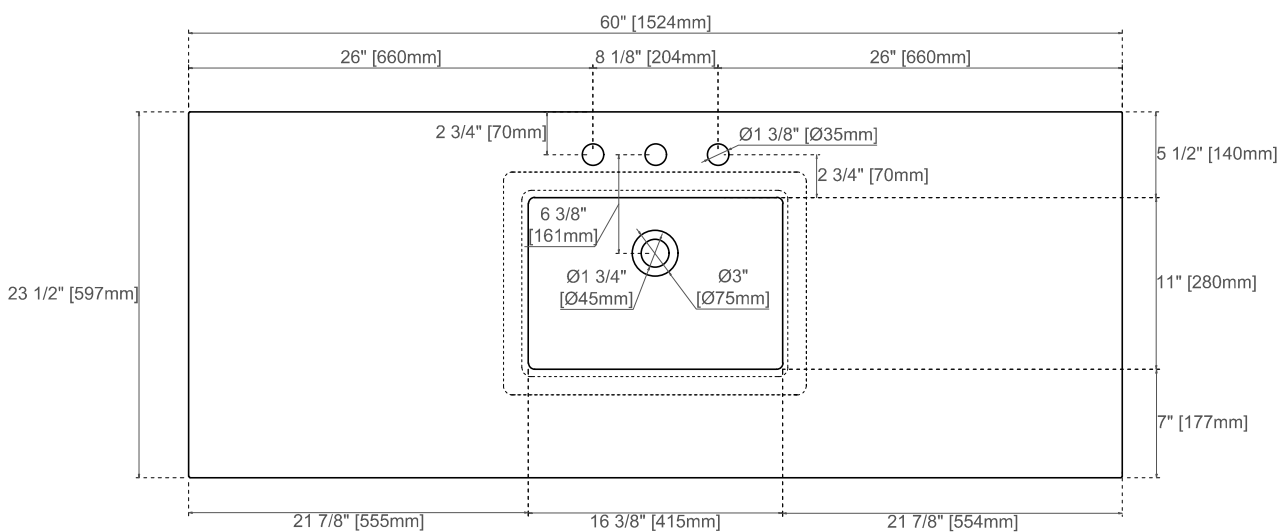 60" [1524mm]
26" [660mm]
8 1/8" [204mm]
26" [660mm]
2 3/4" [70mm]
Ø1 3/8" [Ø35mm]
5 1/2" [140mm]
2 3/4" [70mm]
6 3/8"
[161mm]
Ø1 3/4"
[Ø45mm]
Ø3"
[Ø75mm]
23 1/2" [597mm]
11" [280mm]
7" [177mm]
21 7/8" [555mm]
16 3/8" [415mm]
21 7/8" [554mm]